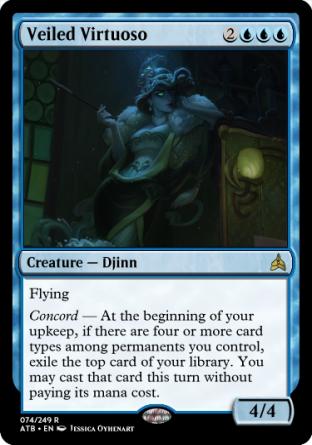 Veiled Virtuoso 2
Creature — Djinn
Flying
Concord — At the beginning of your
upkeep, if there are four or more card
types among permanents you control,
exile the top card of your library. You
may cast that card this turn without
paying its mana cost.
074/249 R
ATB • EN Jessica Oyhenart
4/4